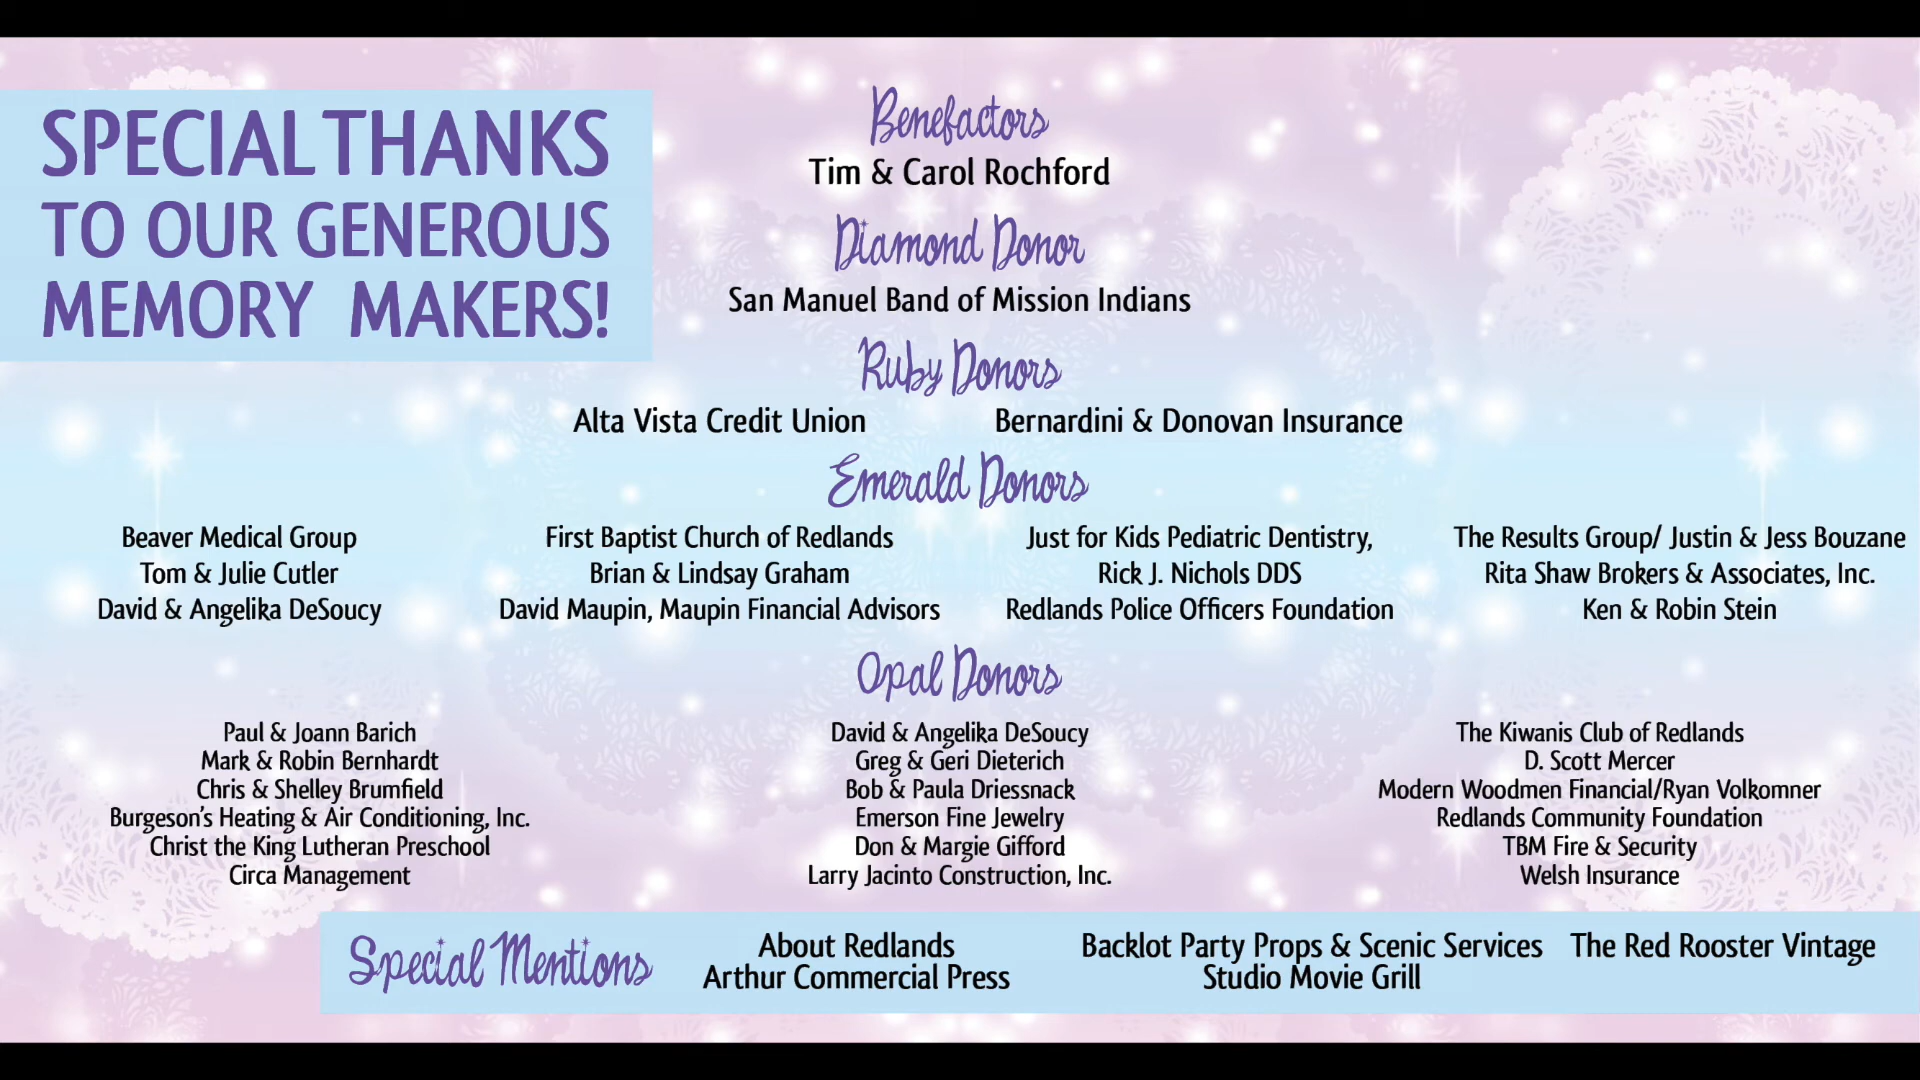 SPECIAL THANKS
TO OUR GENEROUS
MEMORY MAKERS!
Benefactors
Tim & Carol Rochford
Diamond Donor
San Manuel Band of Mission Indians
Ruby Donors
Alta Vista Credit Union
Bernardini & Donovan Insurance
Emerald Donors
Beaver Medical Group
Tom & Julie Cutler
David & Angelika DeSoucy
First Baptist Church of Redlands
Brian & Lindsay Graham
David Maupin, Maupin Financial Advisors
Just for Kids Pediatric Dentistry,
Rick J. Nichols DDS
Redlands Police Officers Foundation
The Results Group/ Justin & Jess Bouzane
Rita Shaw Brokers & Associates, Inc.
Ken & Robin Stein
Opal Donors
Paul & Joann Barich
Mark & Robin Bernhardt
Chris & Shelley Brumfield
Burgeson's Heating & Air Conditioning, Inc.
Christ the King Lutheran Preschool
Circa Management
David & Angelika DeSoucy
Greg & Geri Dieterich
Bob & Paula Driessnack
Emerson Fine Jewelry
Don & Margie Gifford
Larry Jacinto Construction, Inc.
The Kiwanis Club of Redlands
D. Scott Mercer
Modern Woodmen Financial/Ryan Volkomner
Redlands Community Foundation
TBM Fire & Security
Welsh Insurance
Special Mentions
About Redlands
Arthur Commercial Press
Backlot Party Props & Scenic Services
Studio Movie Grill
The Red Rooster Vintage